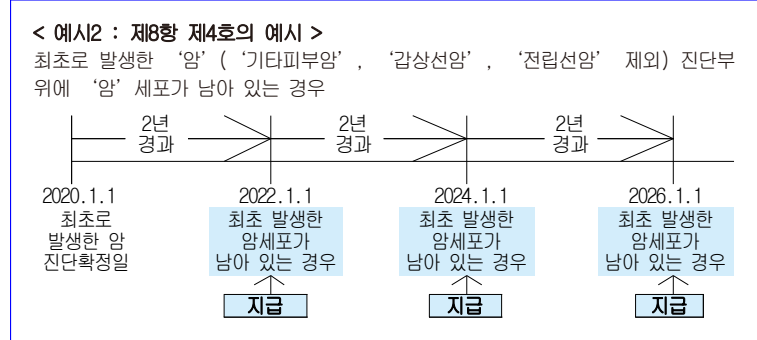 < 예시2 : 제8항 제4호의 예시 >
최초로 발생한 ‘암’ ( ‘기타피부암’ , ‘갑상선암’ , ‘전립선암’ 제외) 진단부
위에 ‘암’ 세포가 남아 있는 경우
2년 2년 2년
경과 경과 경과
2020.1.1 2022.1.1 2024.1.1 2026.1.1
최초로 최초 발생한 최초 발생한 최초 발생한
발생한 암 암세포가 암세포가 암세포가
진단확정일 남아 있는 경우 남아 있는 경우 남아 있는 경우
지급 지급 지급